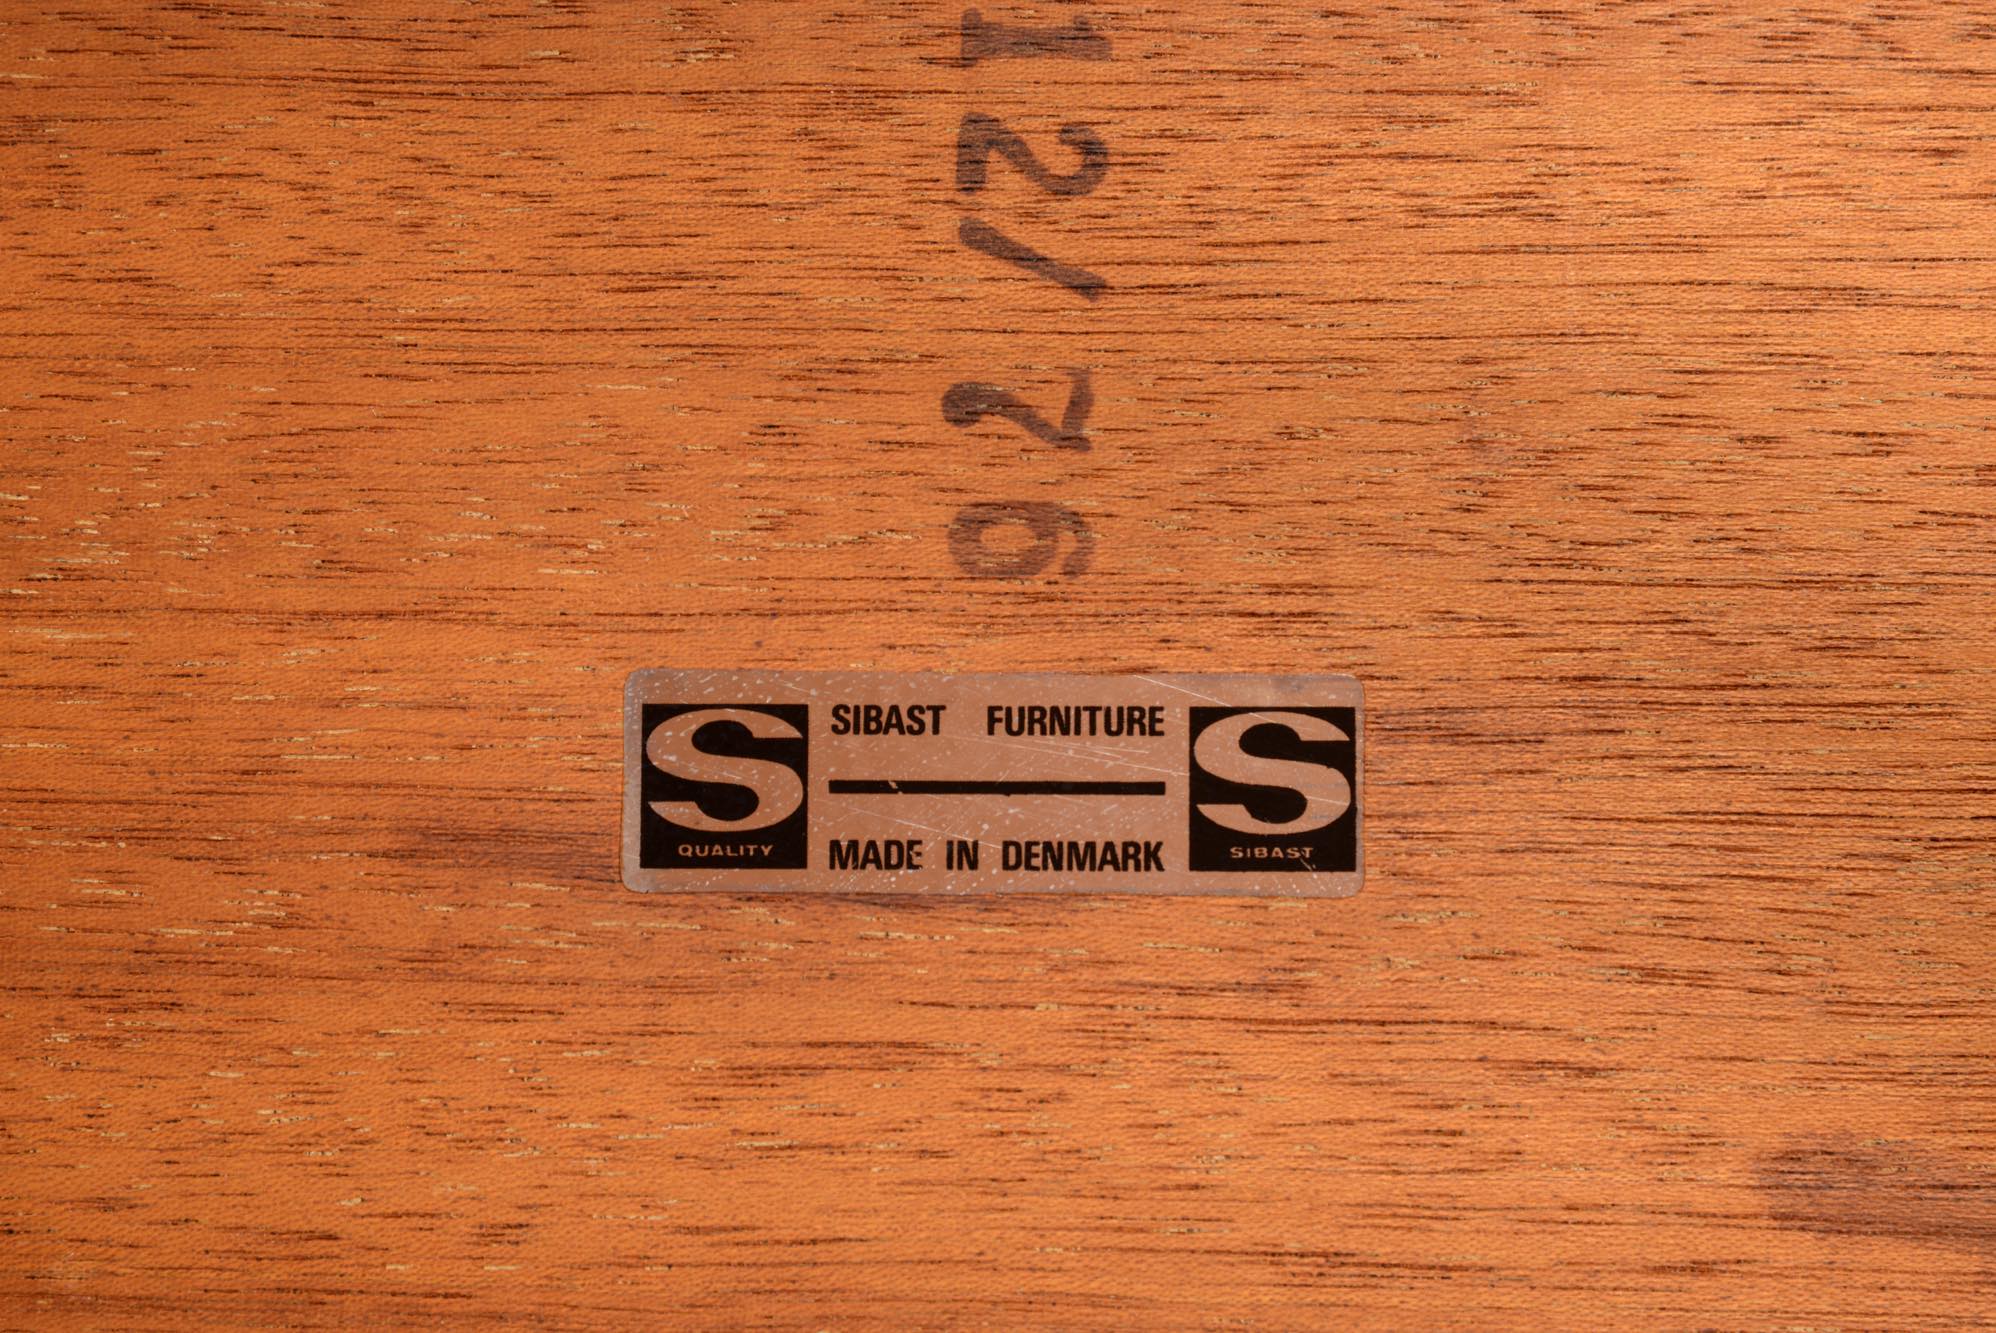 12/ 76
S QUALITY
SIBAST FURNITURE
MADE IN DENMARK
S SIBAST